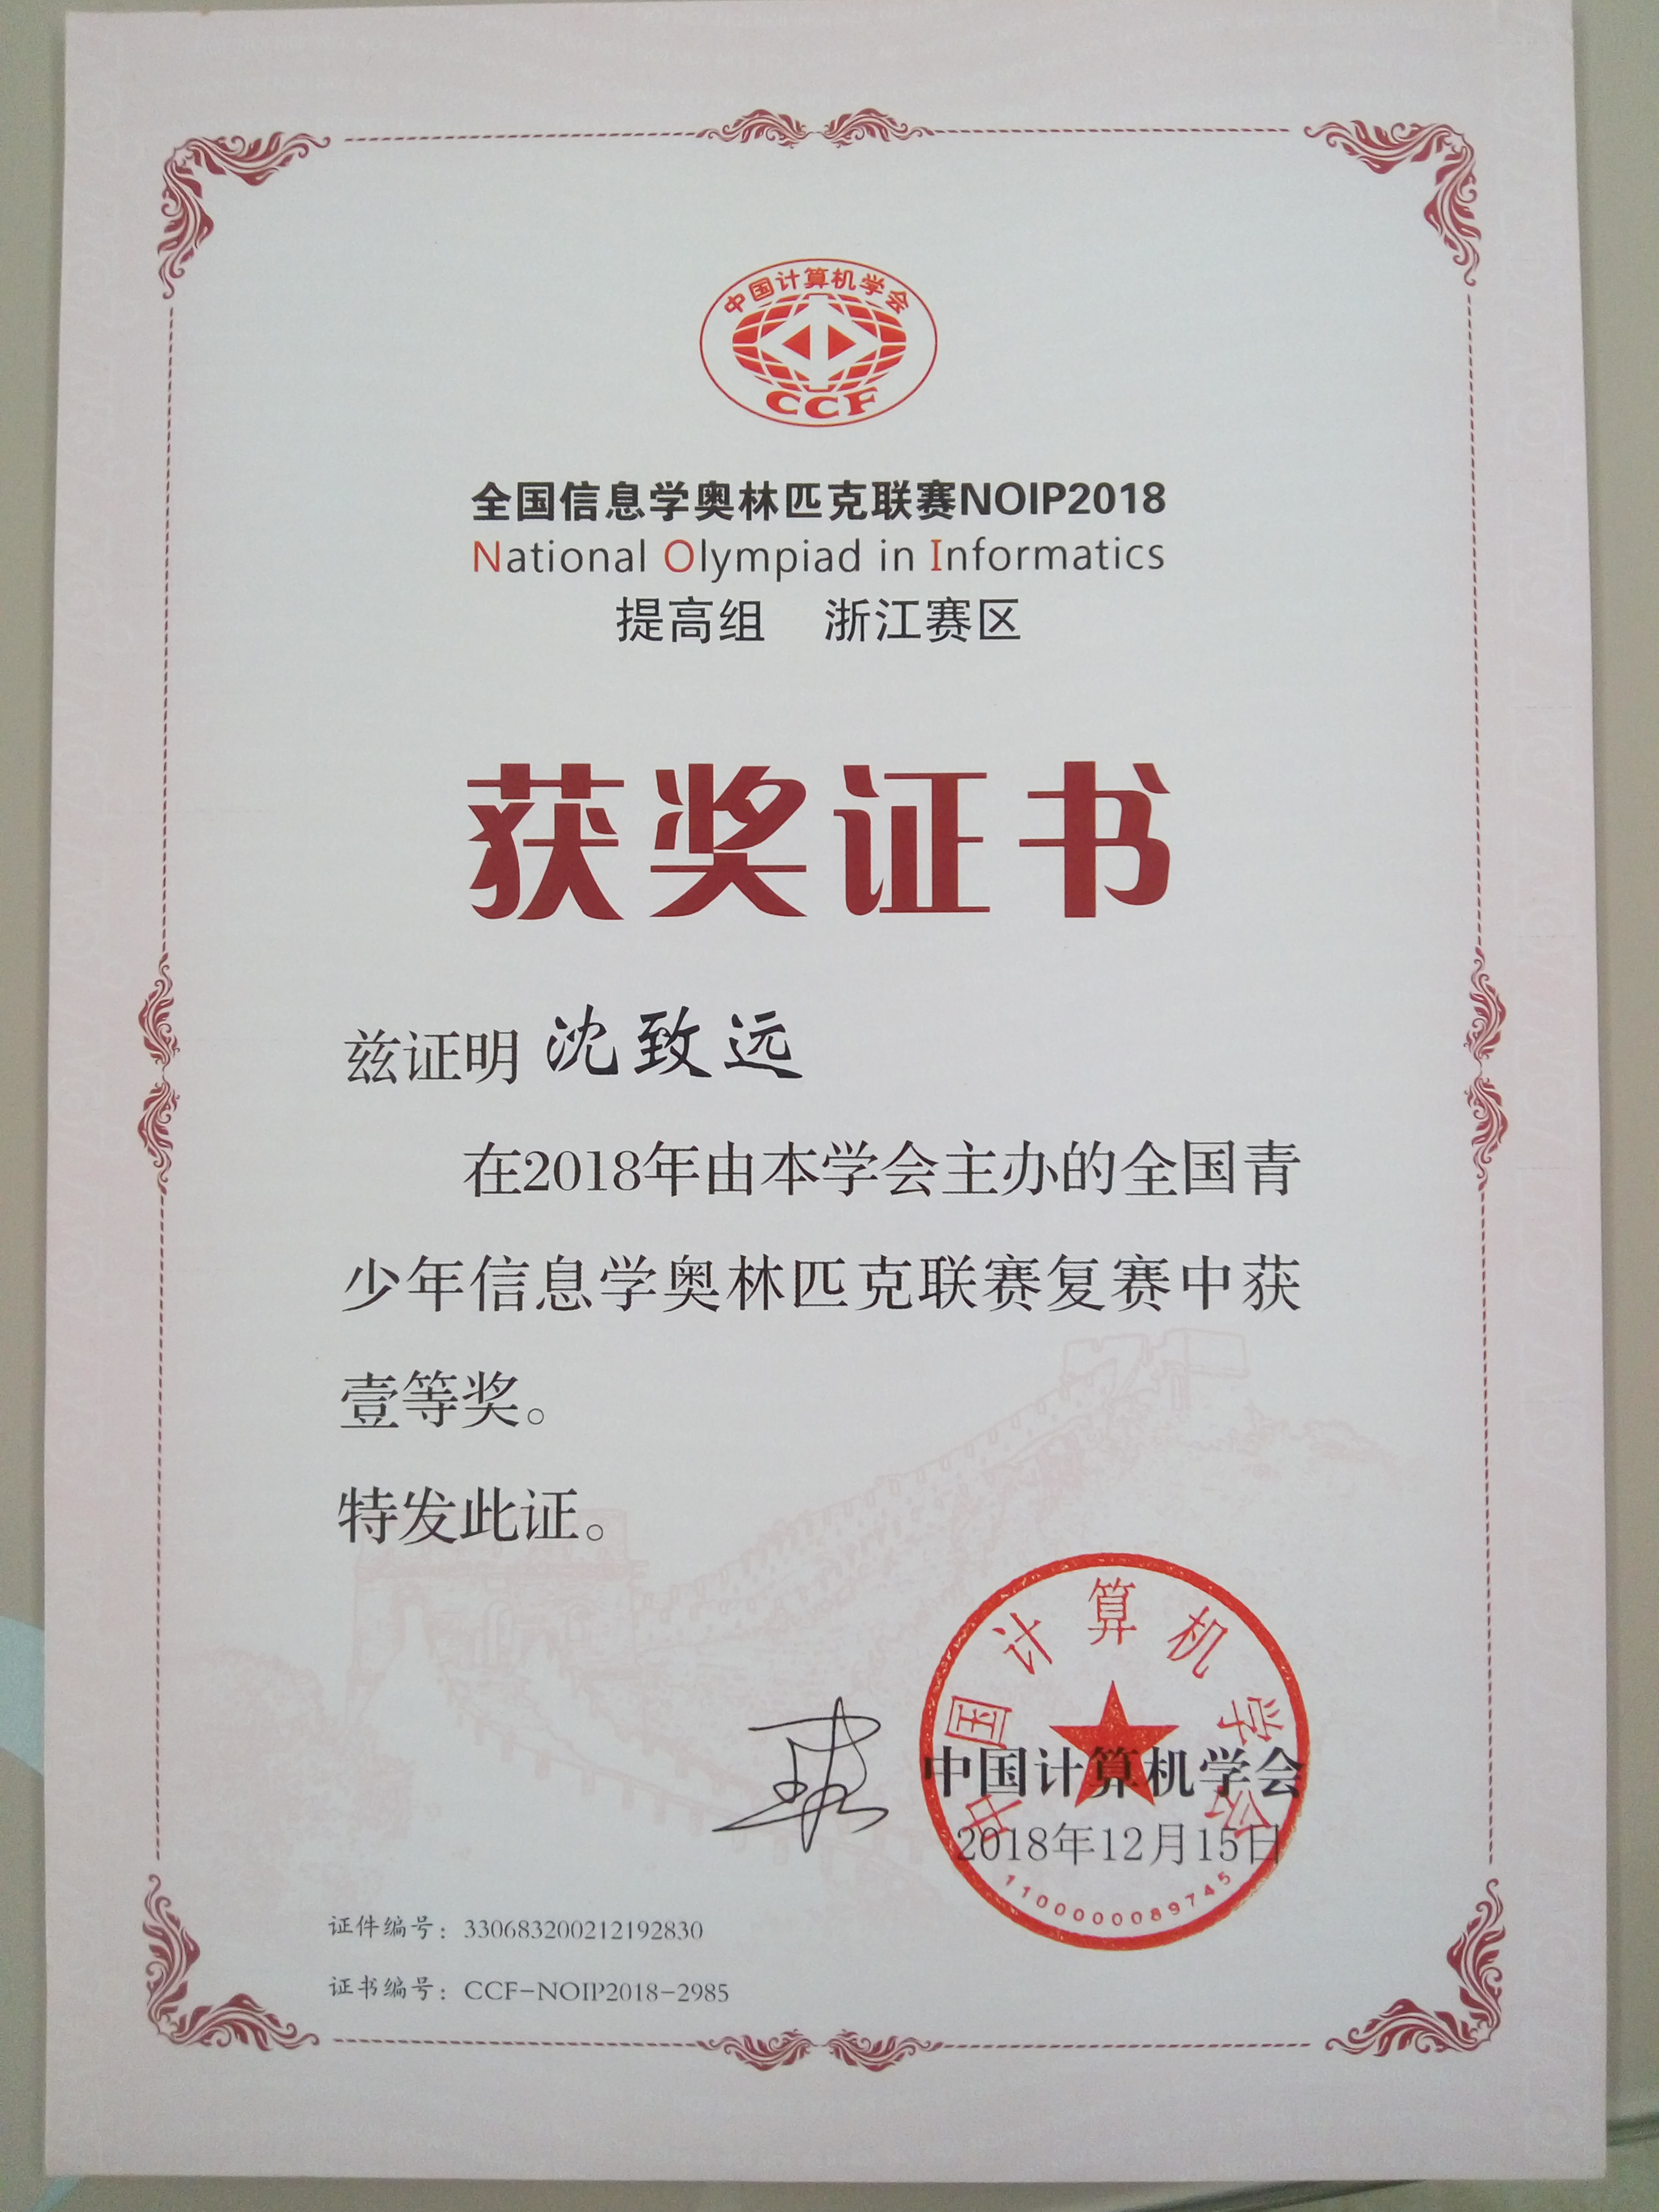 中国计算机学会
CCF
全国信息学奥林匹克联赛NOIP2018
National Olympiad in Informatics
提高组 浙江赛区
获奖证书
兹证明 沈致远
在2018年由本学会主办的全国青
少年信息学奥林匹克联赛复赛中获
壹等奖。
特发此证。
中国计算机学会
中国计算机学会
2018年12月15日
1100000089745
证件编号：330683200212192830
证书编号：CCF-NOIP2018-2985